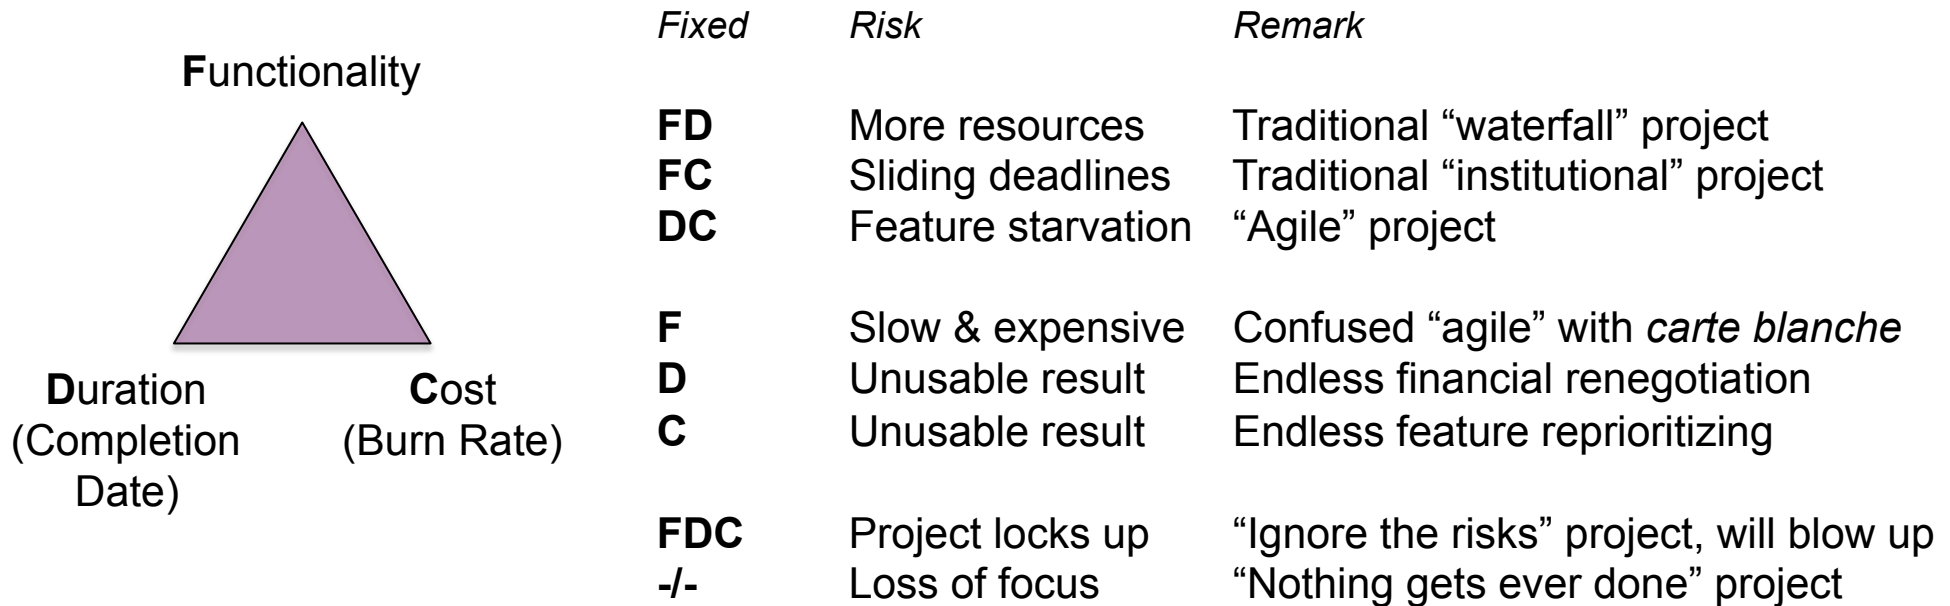 Functionality
Duration
(Completion
Date)
Cost
(Burn Rate)
Fixed Risk Remark
FD More resources Traditional “waterfall” project
FC Sliding deadlines Traditional “institutional” project
DC Feature starvation “Agile” project
F Slow & expensive Confused “agile” with carte blanche
D Unusable result Endless financial renegotiation
C Unusable result Endless feature reprioritizing
FDC Project locks up “Ignore the risks” project, will blow up
-/- Loss of focus “Nothing gets ever done” project